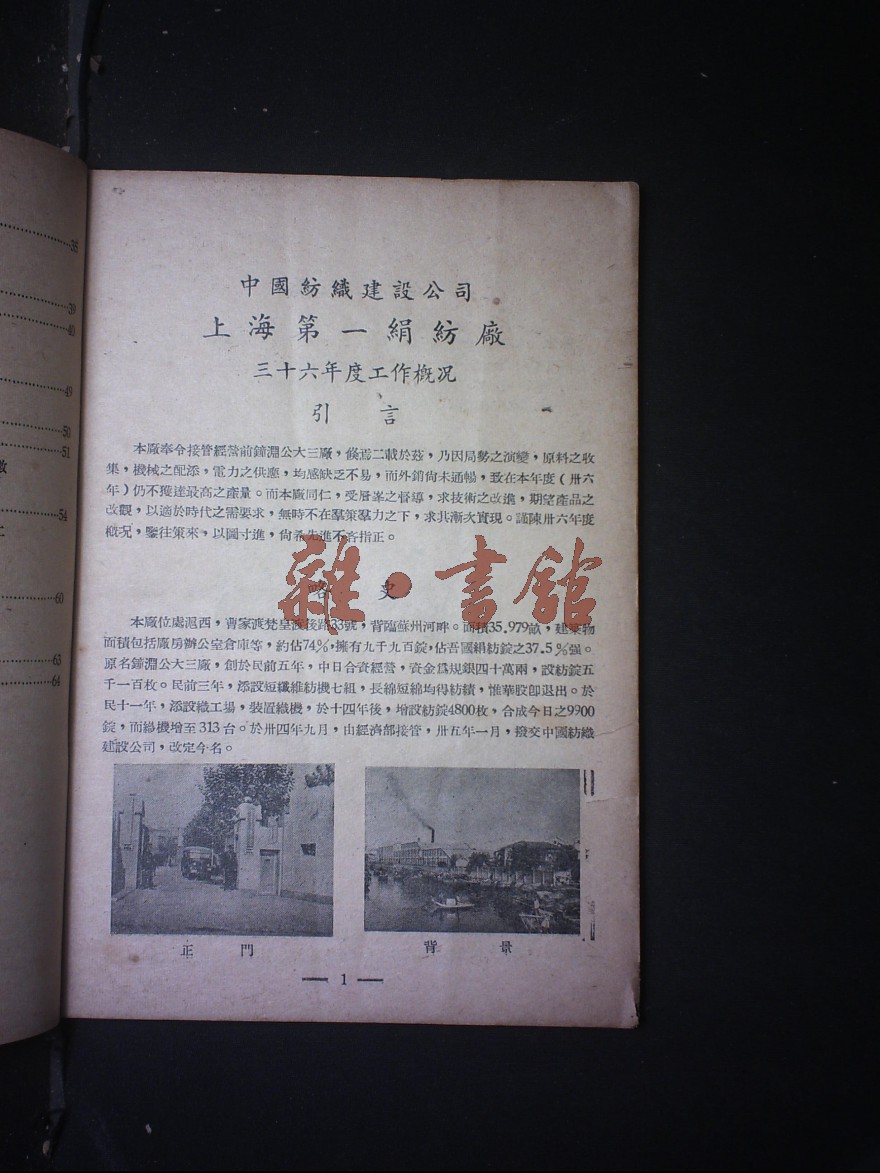 35
39
40
49
50
51
54
60
63
64
中國紡織建設公司
上海第一絹紡廠
三十六年度工作概況
引言
本廠奉令接管經營前鐘淵公大三廠，倏焉二載於茲，乃因局勢之演變，原料之收
集，機械之配添，電力之供應，均感缺乏不易，而外銷尙未通暢，致在本年度（卅六
年）仍不獲達最高之產量。而本廠同仁，受層峯之督導，求技術之改進，期望產品之
改觀，以適於時代之需要求，無時不在羣策羣力之下，求其漸次實現。謹陳卅六年度
概况，鑒往策來，以圖寸進，尙希先進不吝指正。
雜·書館
略史
本廠位處滬西，曹家渡梵皇渡後路33號，背臨蘇州河畔。面積35.979畝，建築物
面積包括廠房辦公室倉庫等，約佔74%，擁有九千九百錠，佔吾國絹紡錠之37.5%强。
原名鐘淵公大三廠，創於民前五年，中日合資經營，資金爲規銀四十萬兩，設紡錠五
千一百枚。民前三年，添設短纖維紡機七組，長綿短綿均得紡績，惟華股卽退出。於
民十一年，添設織工場，裝置織機，於十四年後，增設紡錠4800枚，合成今日之9900
錠，而織機增至313台。於卅四年九月，由經濟部接管，卅五年一月，撥交中國紡織
建設公司，改定今名。
正門
背景
1